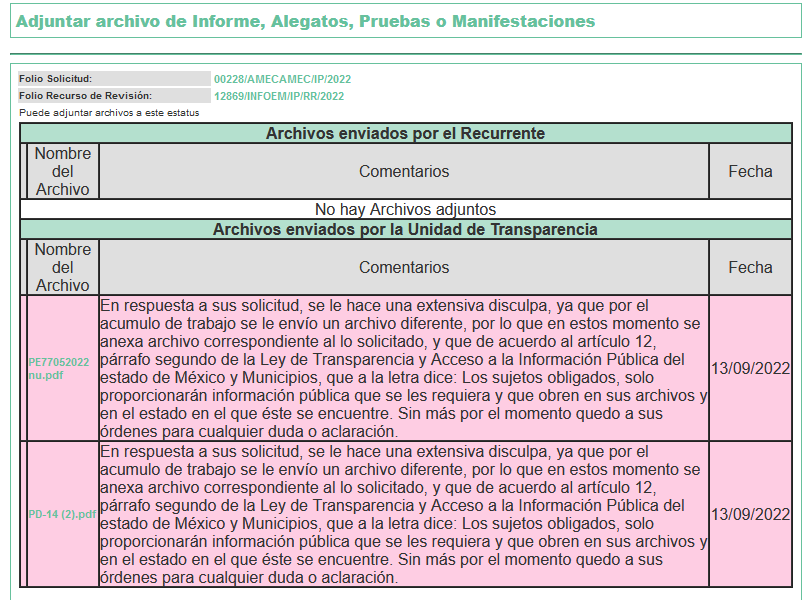 Adjuntar archivo de Informe, Alegatos, Pruebas o Manifestaciones
Folio Solicitud: 00228/AMECAMEC/IP/2022
Folio Recurso de Revisión: 12869/INFOEM/IP/RR/2022
Puede adjuntar archivos a este estatus
Archivos enviados por el Recurrente
Nombre
del
Archivo
Comentarios
Fecha
No hay Archivos adjuntos
Archivos enviados por la Unidad de Transparencia
Nombre
del
Archivo
Comentarios
Fecha
PE77052022
nu.pdf
En respuesta a sus solicitud, se le hace una extensiva disculpa, ya que por el
acumulo de trabajo se le envío un archivo diferente, por lo que en estos momento se
anexa archivo correspondiente al lo solicitado, y que de acuerdo al artículo 12,
párrafo segundo de la Ley de Transparencia y Acceso a la Información Pública del
estado de México y Municipios, que a la letra dice: Los sujetos obligados, solo
proporcionarán información pública que se les requiera y que obren en sus archivos y
en el estado en el que éste se encuentre. Sin más por el momento quedo a sus
órdenes para cualquier duda o aclaración.
13/09/2022
PD-14 (2).pdf
En respuesta a sus solicitud, se le hace una extensiva disculpa, ya que por el
acumulo de trabajo se le envío un archivo diferente, por lo que en estos momento se
anexa archivo correspondiente al lo solicitado, y que de acuerdo al artículo 12,
párrafo segundo de la Ley de Transparencia y Acceso a la Información Pública del
estado de México y Municipios, que a la letra dice: Los sujetos obligados, solo
proporcionarán información pública que se les requiera y que obren en sus archivos y
en el estado en el que éste se encuentre. Sin más por el momento quedo a sus
órdenes para cualquier duda o aclaración.
13/09/2022